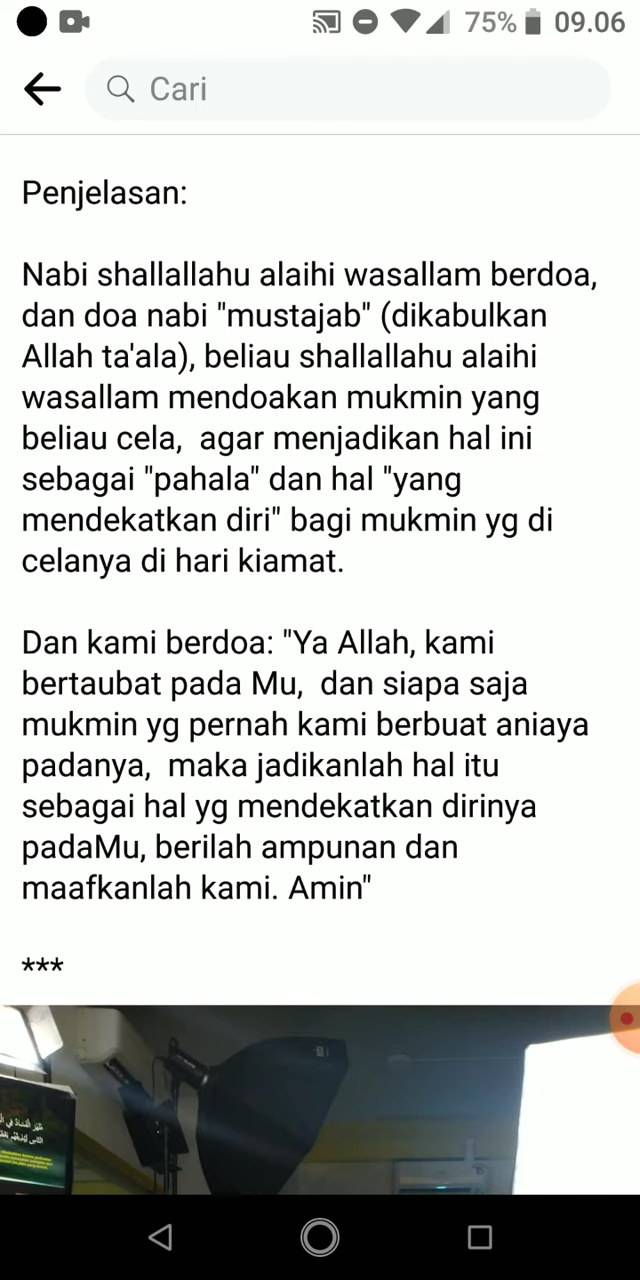 75% 09.06
Cari
Penjelasan:
Nabi shallallahu alaihi wasallam berdoa,
dan doa nabi "mustajab" (dikabulkan
Allah ta'ala), beliau shallallahu alaihi
wasallam mendoakan mukmin yang
beliau cela,  agar menjadikan hal ini
sebagai "pahala" dan hal "yang
mendekatkan diri" bagi mukmin yg di
celanya di hari kiamat.
Dan kami berdoa: "Ya Allah, kami
bertaubat pada Mu,  dan siapa saja
mukmin yg pernah kami berbuat aniaya
padanya,  maka jadikanlah hal itu
sebagai hal yg mendekatkan dirinya
padaMu, berilah ampunan dan
maafkanlah kami. Amin"
***